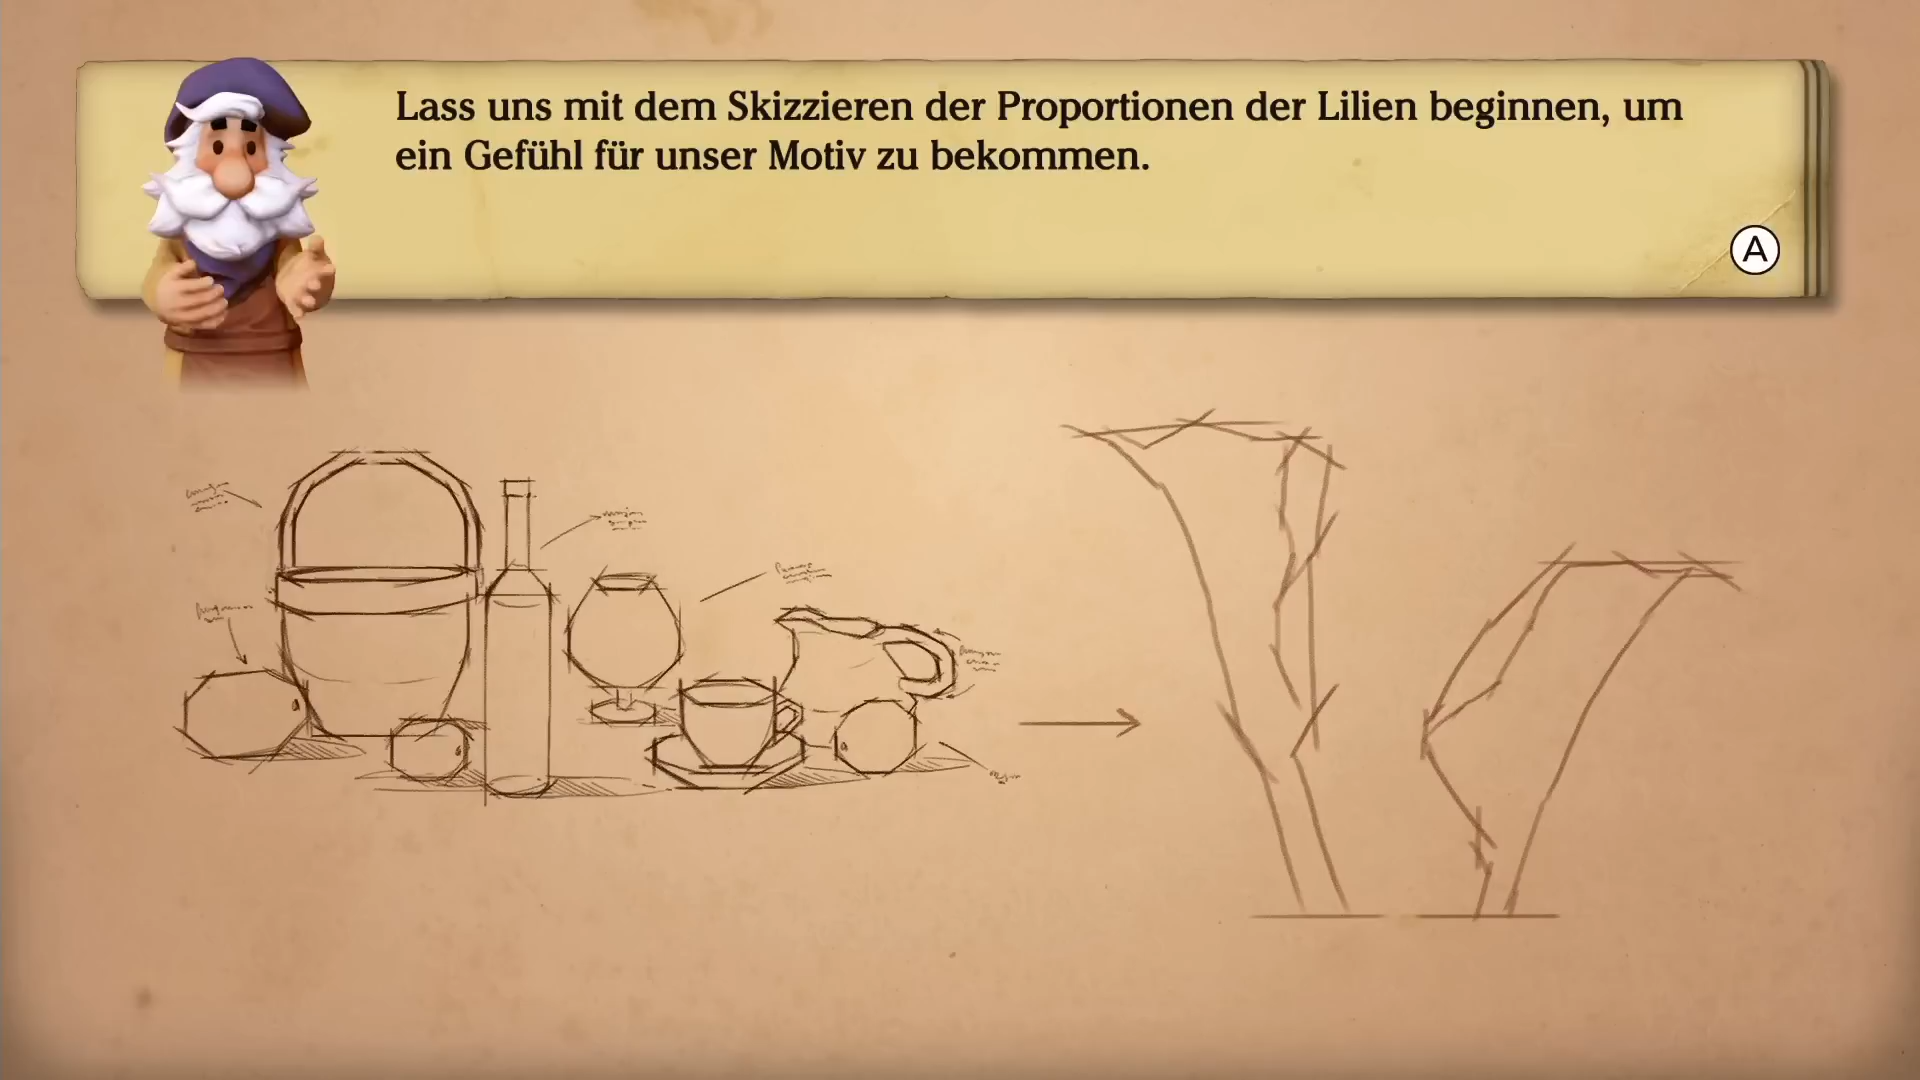 Lass uns mit dem Skizzieren der Proportionen der Lilien beginnen, um
ein Gefühl für unser Motiv zu bekommen.
A